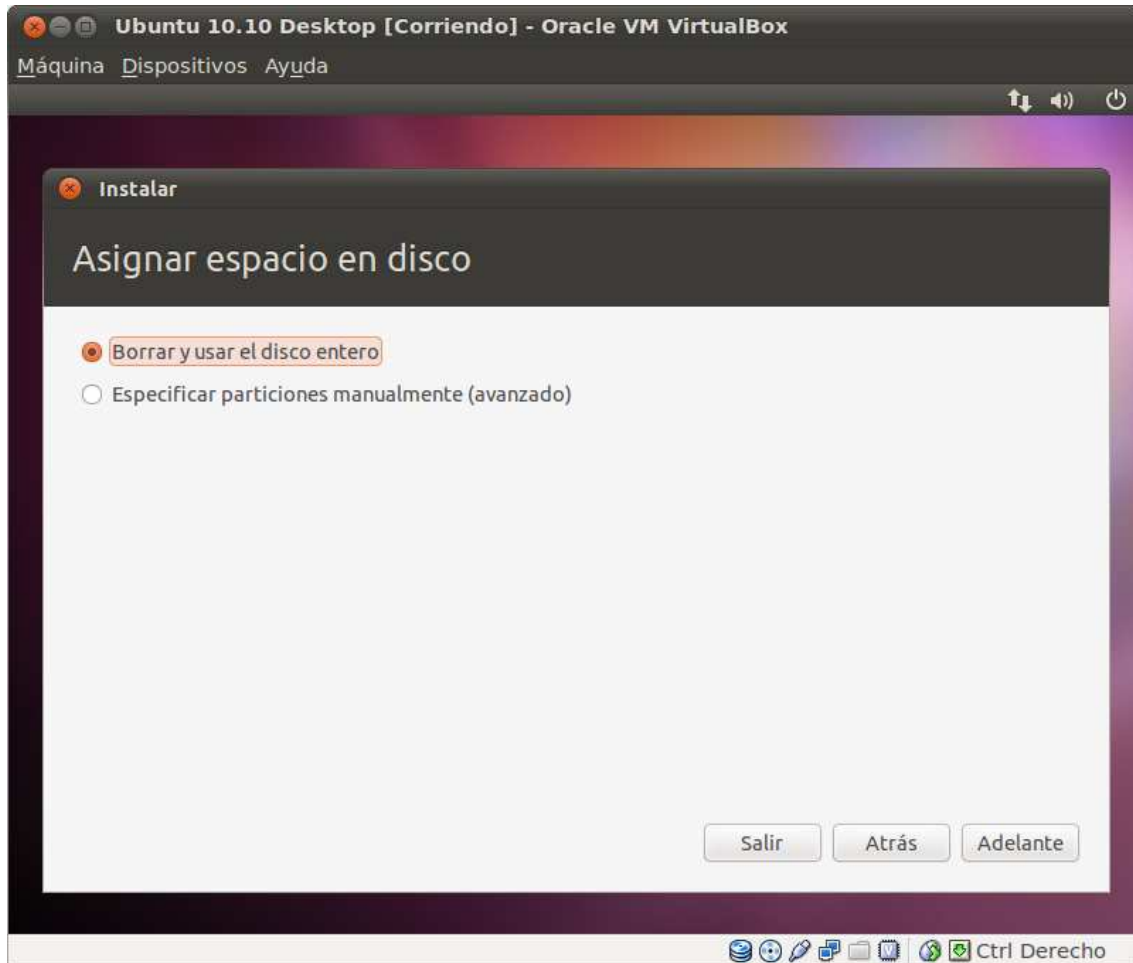 Ubuntu 10.10 Desktop [Corriendo] - Oracle VM VirtualBox
Máquina Dispositivos Ayuda
Instalar
Asignar espacio en disco
Borrar y usar el disco entero
Especificar particiones manualmente (avanzado)
Salir Atrás Adelante
Ctrl Derecho